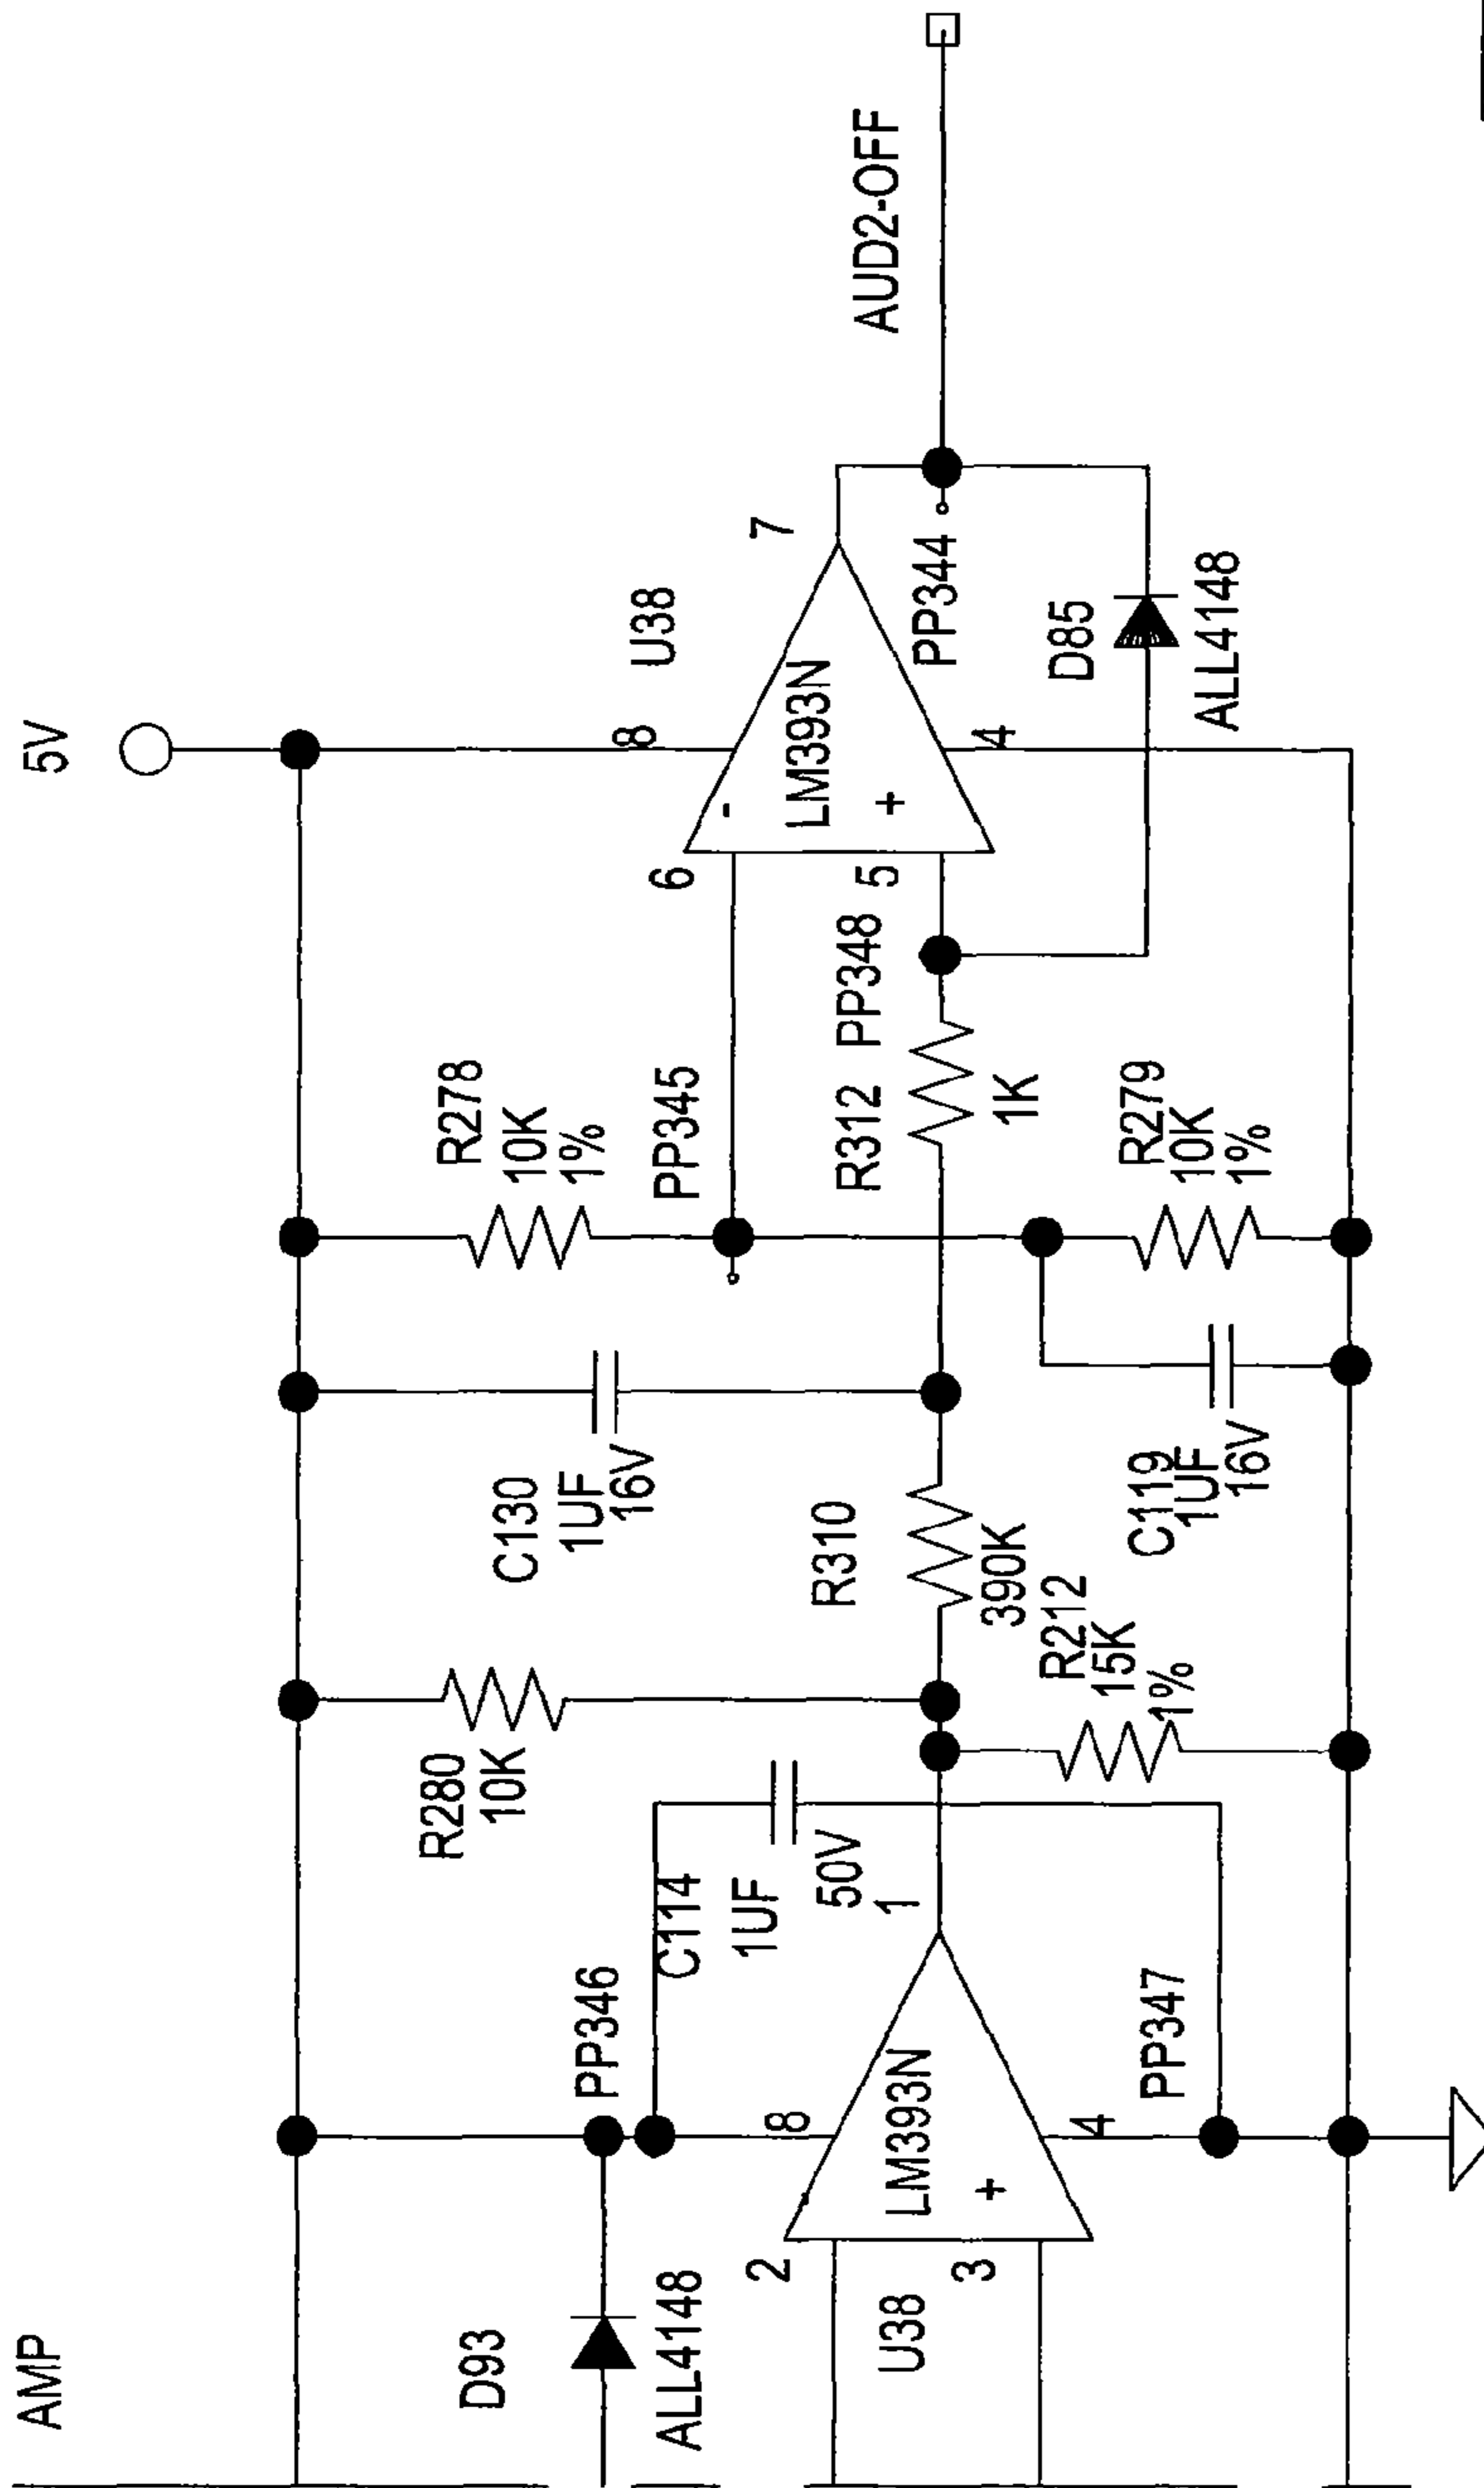 AMP
5V
D93
ALL4148
PP346
C114
1UF
50V
R280
10K
C130
1UF
16V
R278
10K
1%
PP345
U38
LM393N
2
3
8
4
1
-
+
PP347
R310
390K
R212
15K
1%
R312
1K
PP348
C119
1UF
16V
R279
10K
1%
U38
LM393N
6
5
8
4
7
-
+
PP344
D85
ALL4148
AUD2-OFF